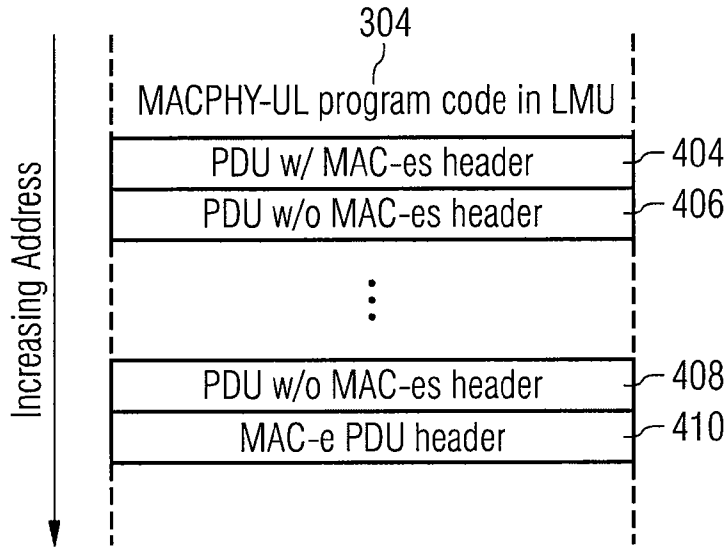 304
MACPHY-UL program code in LMU
PDU w/ MAC-es header 404
PDU w/o MAC-es header 406
⋮
PDU w/o MAC-es header 408
MAC-e PDU header 410
Increasing Address